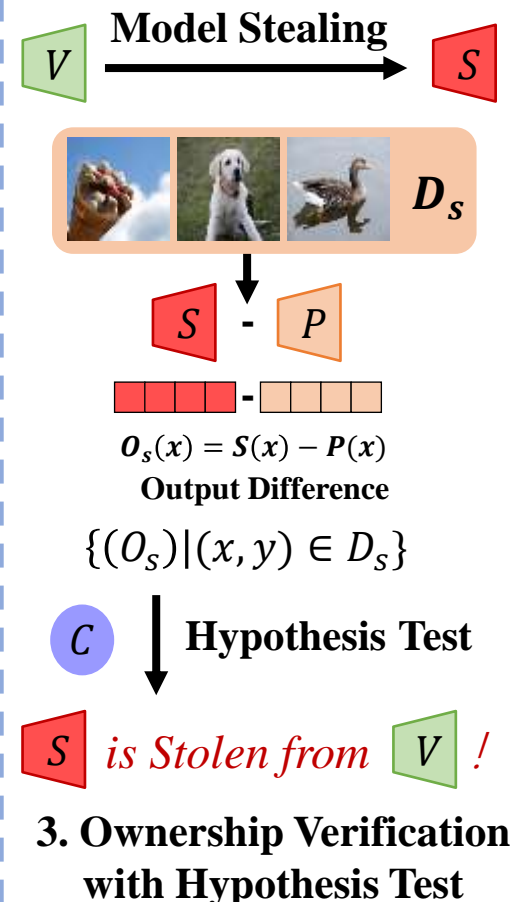 Model Stealing
V S
D_s
S - P
-
O_s(x) = S(x) − P(x)
Output Difference
{(O_s)|(x, y) ∈ D_s}
C Hypothesis Test
S is Stolen from V !
3. Ownership Verification
with Hypothesis Test